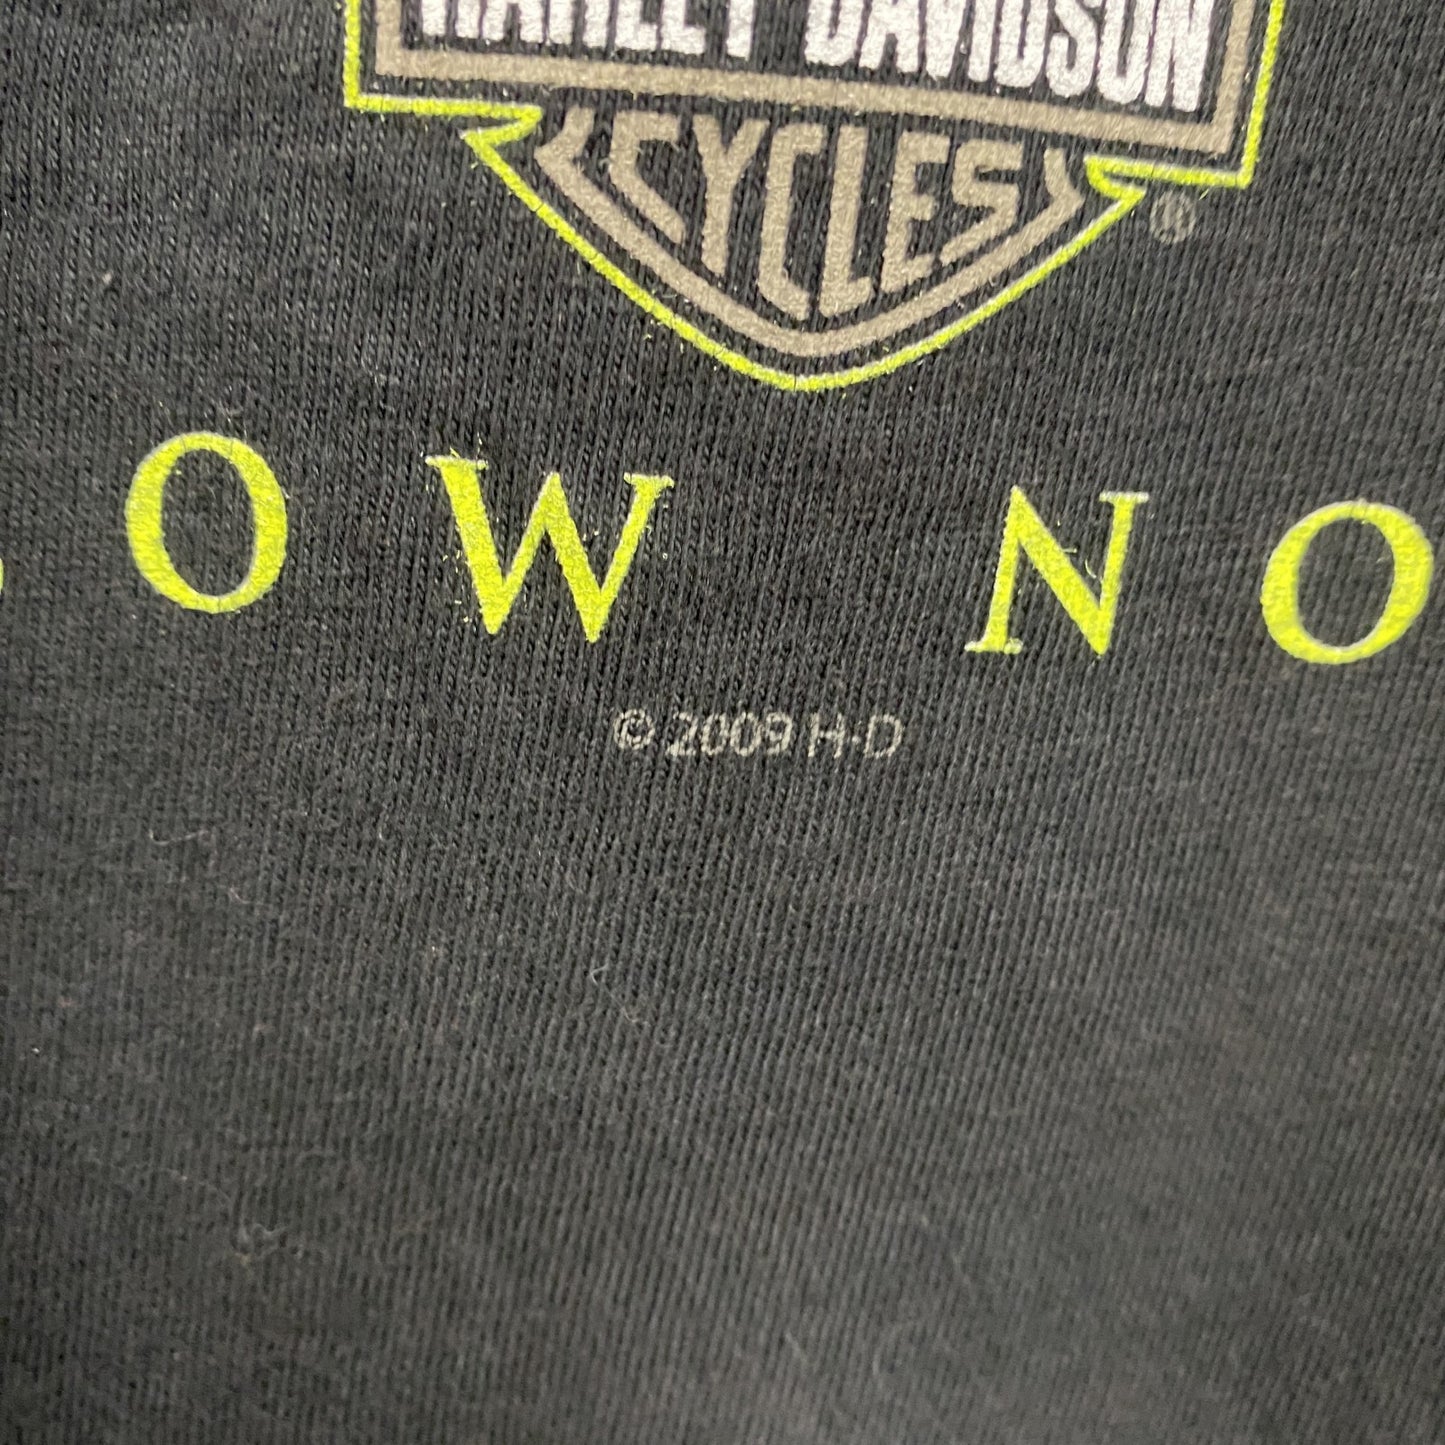 HARLEY-DAVIDSON
CYCLES
®
OW NO
© 2009 H-D